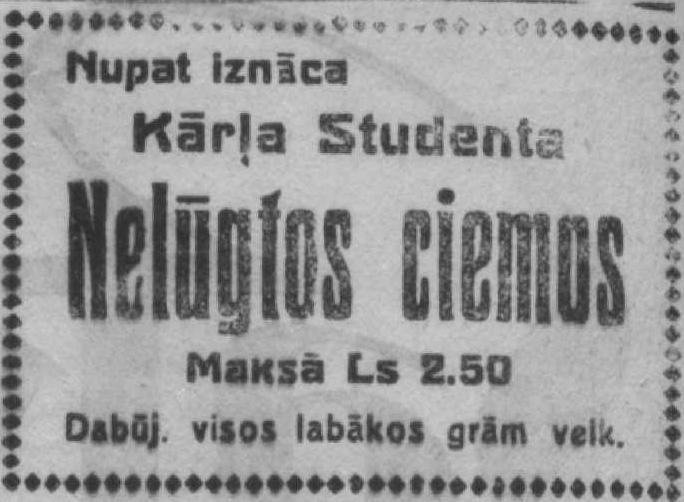 Nupat iznāca
Kārļa Studenta
Nelūgtos ciemos
Maksā Ls 2.50
Dabūj. visos labākos grām veik.